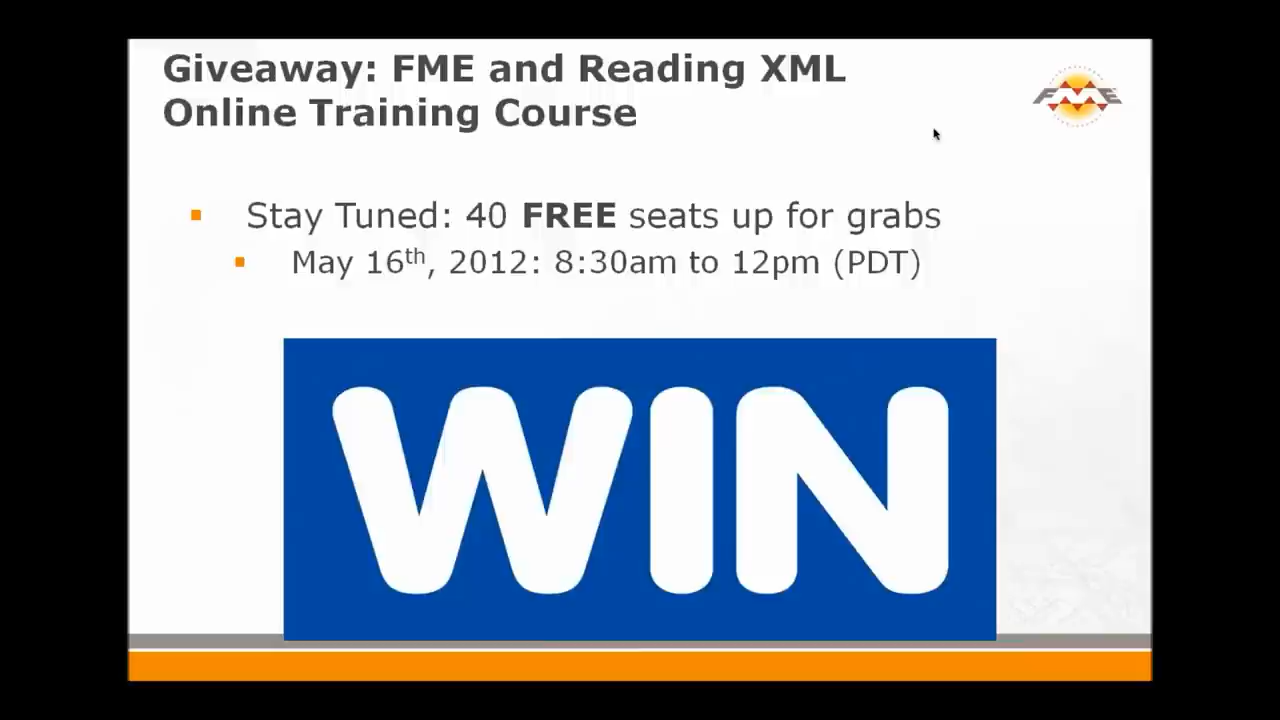 Giveaway: FME and Reading XML
Online Training Course
FME
Stay Tuned: 40 FREE seats up for grabs
May 16th, 2012: 8:30am to 12pm (PDT)
WIN